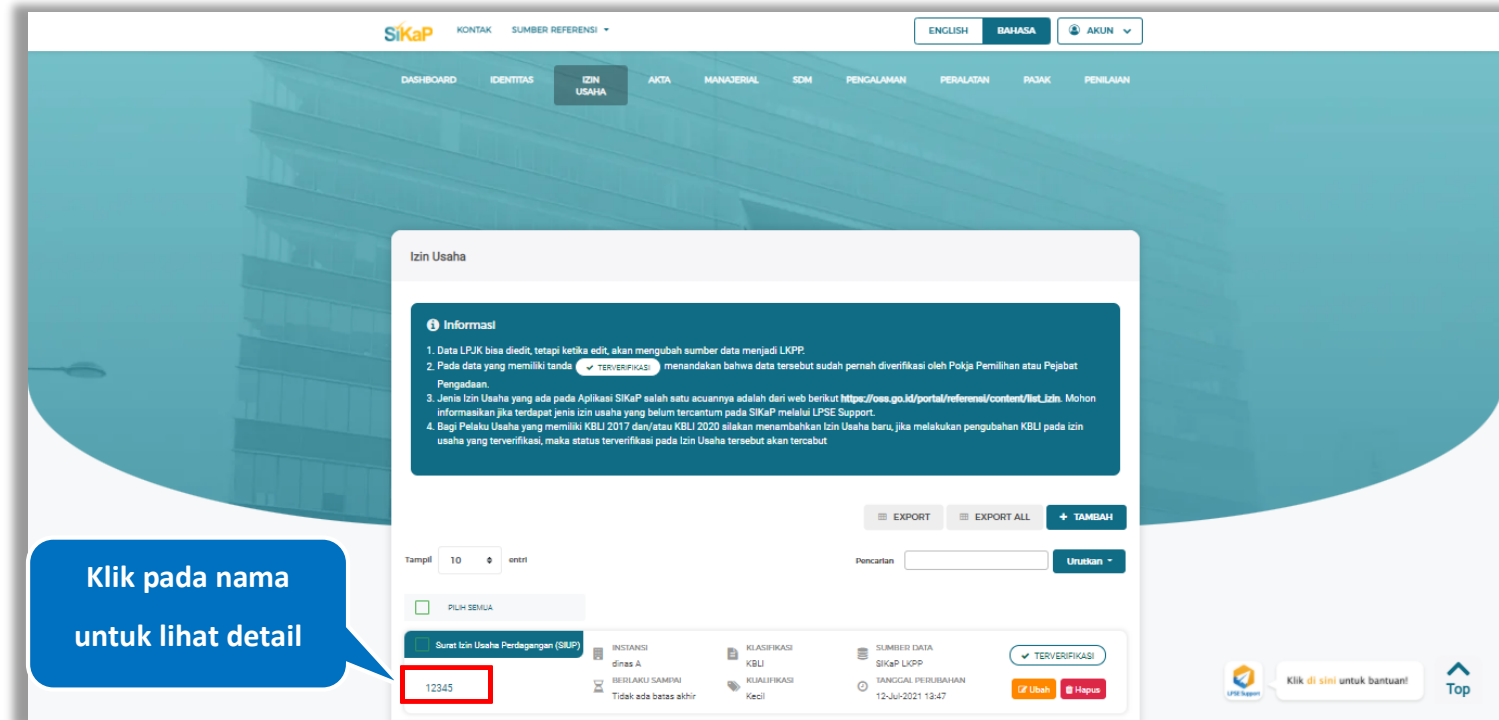 SiKaP KONTAK SUMBER REFERENSI ENGLISH BAHASA AKUN
DASHBOARD IDENTITAS IZIN USAHA AKTA MANAJERIAL SDM PENGALAMAN PERALATAN PAJAK PENILAIAN
Izin Usaha
Informasi
1. Data LPJK bisa diedit, tetapi ketika edit, akan mengubah sumber data menjadi LKPP.
2. Pada data yang memiliki tanda TERVERIFIKASI menandakan bahwa data tersebut sudah pernah diverifikasi oleh Pokja Pemilihan atau Pejabat
Pengadaan.
3. Jenis Izin Usaha yang ada pada Aplikasi SIKaP salah satu acuannya adalah dari web berikut https://oss.go.id/portal/referensi/content/list_izin. Mohon
informasikan jika terdapat jenis izin usaha yang belum tercantum pada SIKaP melalui LPSE Support.
4. Bagi Pelaku Usaha yang memiliki KBLI 2017 dan/atau KBLI 2020 silakan menambahkan Izin Usaha baru, jika melakukan pengubahan KBLI pada izin
usaha yang terverifikasi, maka status terverifikasi pada Izin Usaha tersebut akan tercabut
EXPORT EXPORT ALL + TAMBAH
Tampil 10 entri Pencarian Urutkan
PILIH SEMUA
Klik pada nama
untuk lihat detail
Surat Izin Usaha Perdagangan (SIUP)
12345
INSTANSI
dinas A
BERLAKU SAMPAI
Tidak ada batas akhir
KLASIFIKASI
KBLI
KUALIFIKASI
Kecil
SUMBER DATA
SIKaP LKPP
TANGGAL PERUBAHAN
12-Jul-2021 13:47
TERVERIFIKASI
Ubah Hapus
LPSE Support
Klik di sini untuk bantuan!
Top